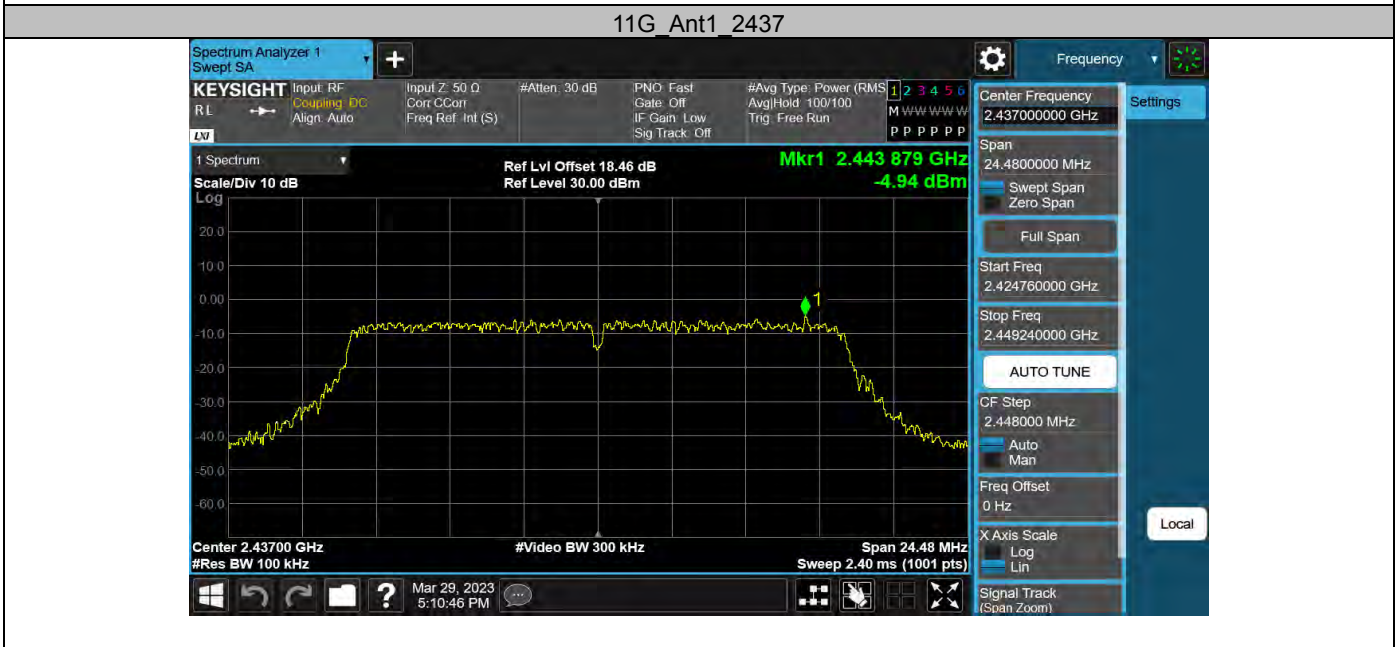 11G_Ant1_2437
Spectrum Analyzer 1
Swept SA
Frequency
KEYSIGHT
RL
LXI
Input: RF
Coupling: DC
Align: Auto
Input Z: 50 Ω
Corr CCorr
Freq Ref: Int (S)
#Atten: 30 dB
PNO: Fast
Gate: Off
IF Gain: Low
Sig Track: Off
#Avg Type: Power (RMS
Avg|Hold: 100/100
Trig: Free Run
1 2 3 4 5 6
M W W W W W
P P P P P P
1 Spectrum
Scale/Div 10 dB
Log
Ref Lvl Offset 18.46 dB
Ref Level 30.00 dBm
Mkr1 2.443 879 GHz
-4.94 dBm
20.0
10.0
0.00
-10.0
-20.0
-30.0
-40.0
-50.0
-60.0
1
Center 2.43700 GHz
#Res BW 100 kHz
#Video BW 300 kHz
Span 24.48 MHz
Sweep 2.40 ms (1001 pts)
Center Frequency
2.437000000 GHz
Settings
Span
24.4800000 MHz
Swept Span
Zero Span
Full Span
Start Freq
2.424760000 GHz
Stop Freq
2.449240000 GHz
AUTO TUNE
CF Step
2.448000 MHz
Auto
Man
Freq Offset
0 Hz
X Axis Scale
Log
Lin
Local
Signal Track
(Span Zoom)
?
Mar 29, 2023
5:10:46 PM